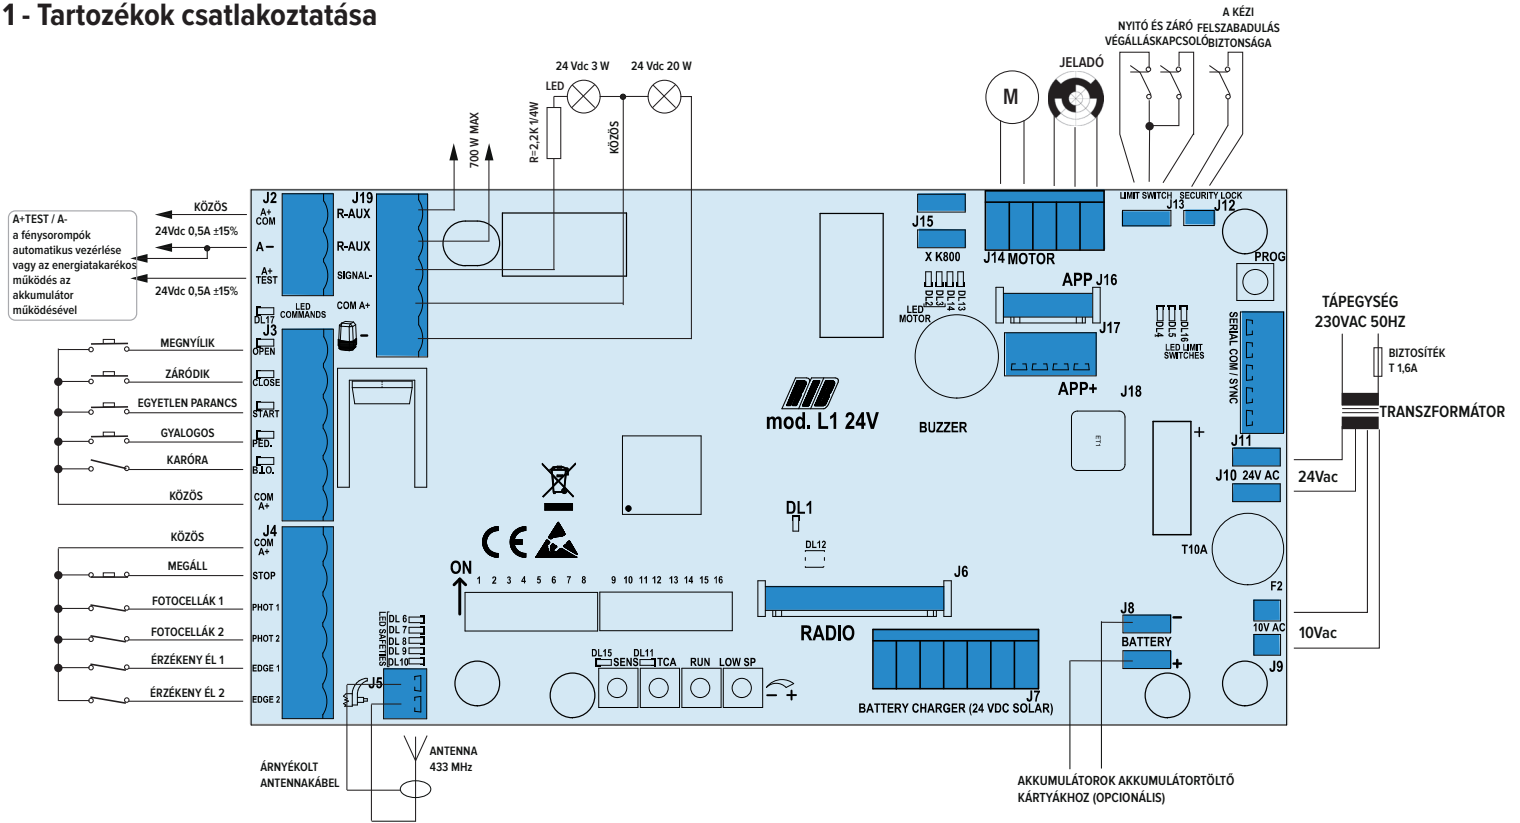 1 - Tartozékok csatlakoztatása
A KÉZI
FELSZABADULÁS
BIZTONSÁGA
NYITÓ ÉS ZÁRÓ
VÉGÁLLÁSKAPCSOLÓ
JELADÓ
M
24 Vdc 3 W
24 Vdc 20 W
LED
R=2,2K 1/4W
KÖZÖS
700 W MAX
A+TEST / A-
a fénysorompók
automatikus vezérlése
vagy az energiatakarékos
működés az
akkumulátor
működésével
KÖZÖS
24Vdc 0,5A ±15%
24Vdc 0,5A ±15%
J2
A+
COM
A -
A+
TEST
DL17
LED
COMMANDS
J19
R-AUX
R-AUX
SIGNAL-
COM A+
-
J15
X K800
DL2
DL3
DL14
DL13
LED
MOTOR
J14 MOTOR
APP J16
J17
APP+
J18
ET1
LIMIT SWITCH
J13
SECURITY LOCK
J12
PROG
DL4
DL5
DL16
LED LIMIT
SWITCHES
SERIAL COM / SYNC
TÁPEGYSÉG
230VAC 50HZ
BIZTOSÍTÉK
T 1,6A
TRANSZFORMÁTOR
J3
OPEN
CLOSE
START
PED.
B.I.O.
COM
A+
MEGNYÍLIK
ZÁRÓDIK
EGYETLEN PARANCS
GYALOGOS
KARÓRA
KÖZÖS
mod. L1 24V
BUZZER
+
J11
J10 24V AC
24Vac
T10A
F2
10V AC
10Vac
J9
J4
COM
A+
STOP
PHOT 1
PHOT 2
EDGE 1
EDGE 2
KÖZÖS
MEGÁLL
FOTOCELLÁK 1
FOTOCELLÁK 2
ÉRZÉKENY ÉL 1
ÉRZÉKENY ÉL 2
CE
ON
1 2 3 4 5 6 7 8 9 10 11 12 13 14 15 16
DL1
DL12
J6
RADIO
LED SAFETIES
DL 6
DL 7
DL 8
DL 9
DL10
J5
DL15
SENS
DL11
TCA
RUN
LOW SP
- +
J7
BATTERY CHARGER (24 VDC SOLAR)
J8
-
BATTERY
+
ÁRNYÉKOLT
ANTENNAKÁBEL
ANTENNA
433 MHz
AKKUMULÁTOROK AKKUMULÁTORTÖLTŐ
KÁRTYÁKHOZ (OPCIONÁLIS)